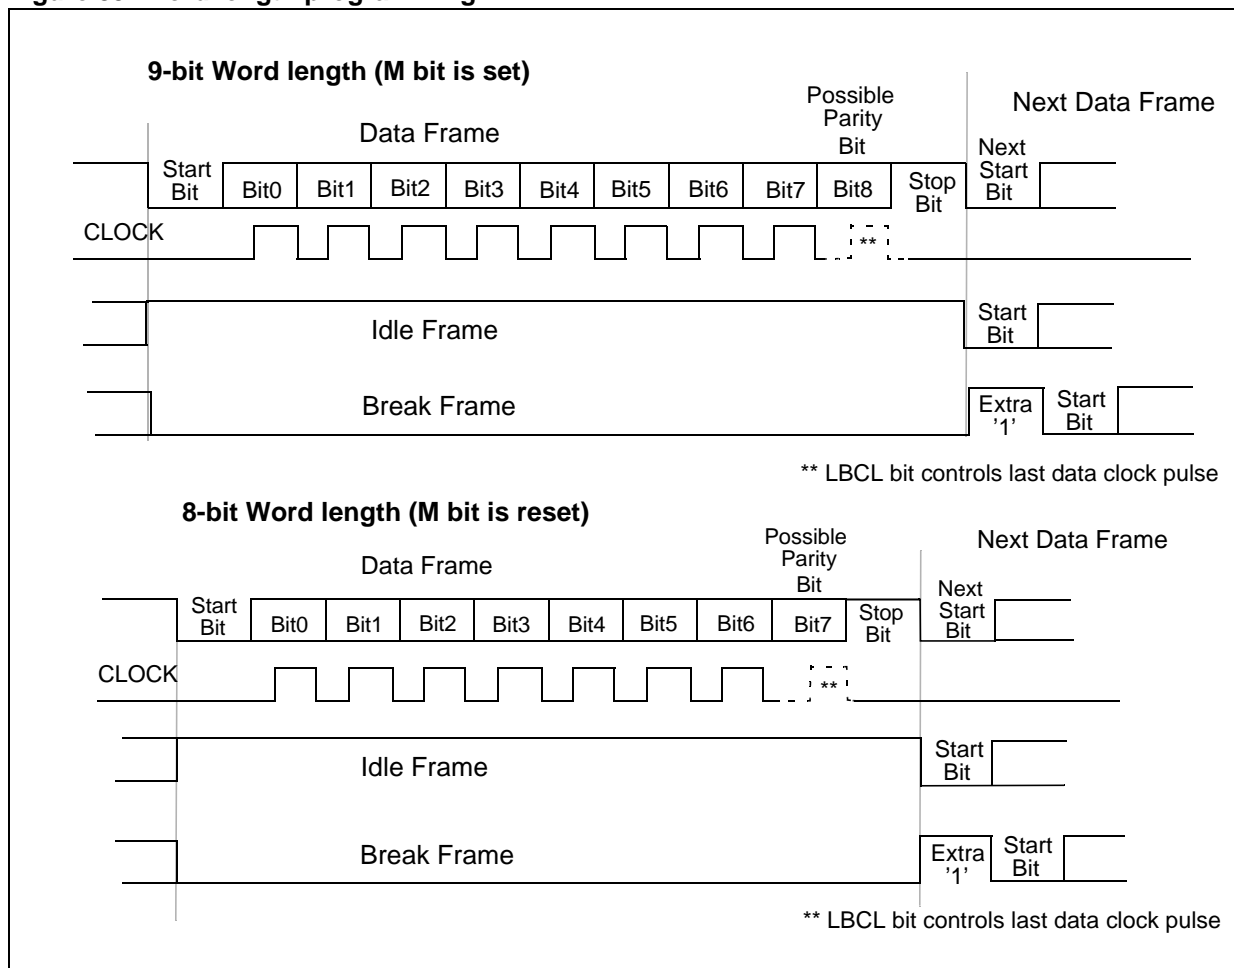 9-bit Word length (M bit is set)
Possible
Parity
Bit
Next Data Frame
Data Frame
Start
Bit
Bit0
Bit1
Bit2
Bit3
Bit4
Bit5
Bit6
Bit7
Bit8
Stop
Bit
Next
Start
Bit
CLOCK
**
Idle Frame
Start
Bit
Break Frame
Extra
'1'
Start
Bit
** LBCL bit controls last data clock pulse
8-bit Word length (M bit is reset)
Possible
Parity
Bit
Next Data Frame
Data Frame
Start
Bit
Bit0
Bit1
Bit2
Bit3
Bit4
Bit5
Bit6
Bit7
Stop
Bit
Next
Start
Bit
CLOCK
**
Idle Frame
Start
Bit
Break Frame
Extra
'1'
Start
Bit
** LBCL bit controls last data clock pulse